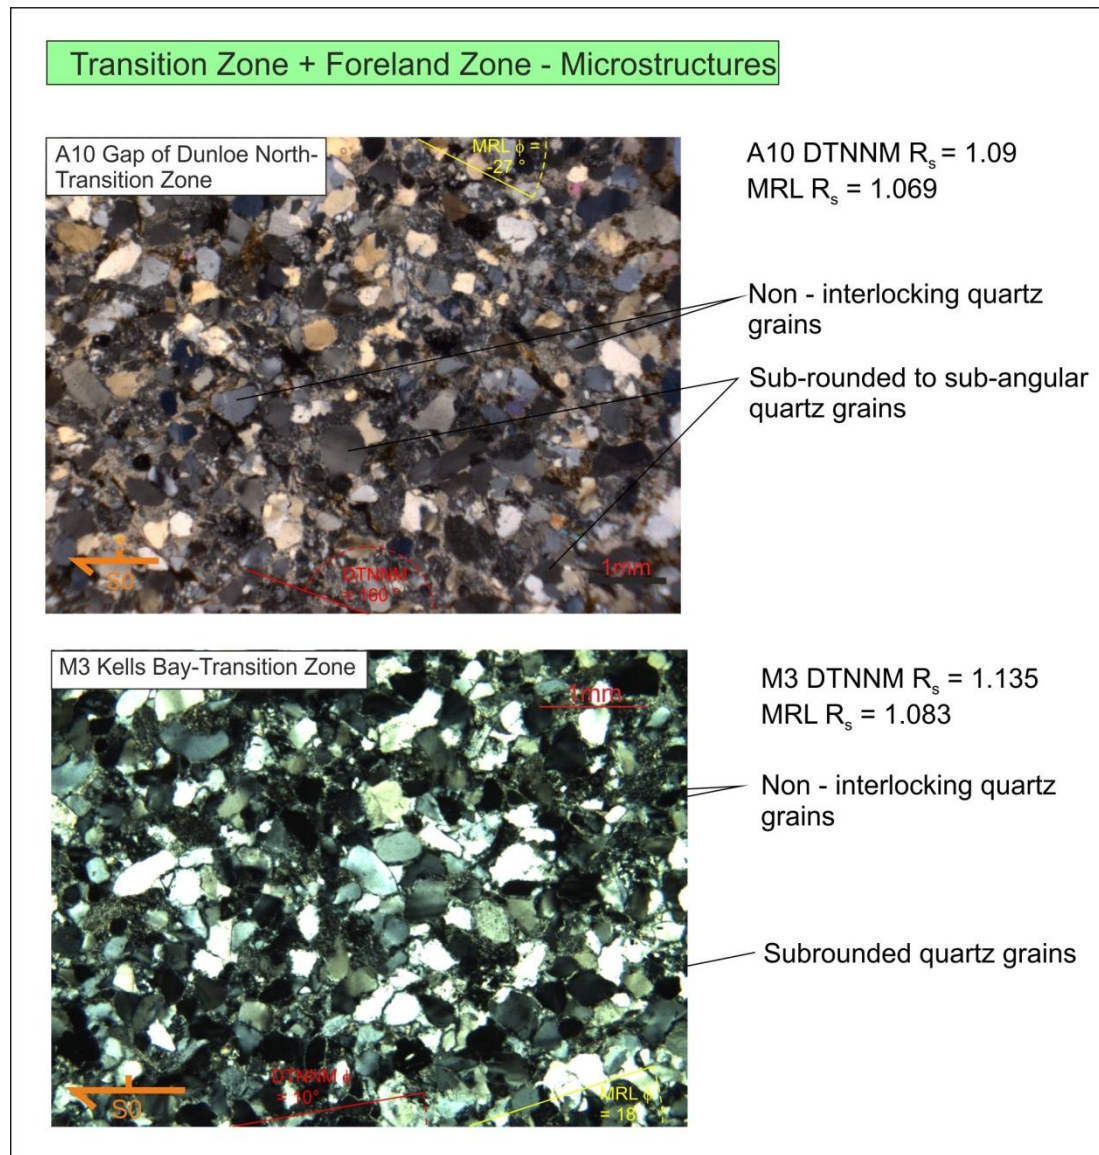 Transition Zone + Foreland Zone - Microstructures
A10 Gap of Dunloe North-
Transition Zone
MRL ϕ =
-27 °
A10 DTNNM Rs = 1.09
MRL Rs = 1.069
Non - interlocking quartz
grains
Sub-rounded to sub-angular
quartz grains
S0
DTNNM
= 160 °
1mm
M3 Kells Bay-Transition Zone
1mm
M3 DTNNM Rs = 1.135
MRL Rs = 1.083
Non - interlocking quartz
grains
Subrounded quartz grains
S0
DTNNM ϕ
= 10°
MRL ϕ
= 18